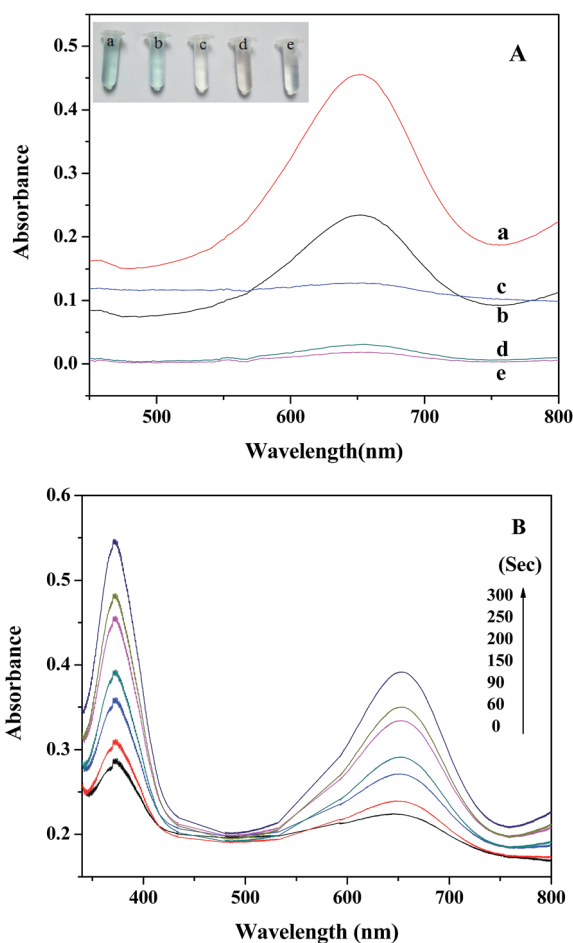 0.5
0.4
0.3
0.2
0.1
0.0
Absorbance
a b c d e
A
a
c
b
d
e
500 600 700 800
Wavelength(nm)
0.6
0.5
0.4
0.3
0.2
Absorbance
B
(Sec)
300
250
200
150
90
60
0
400 500 600 700 800
Wavelength (nm)